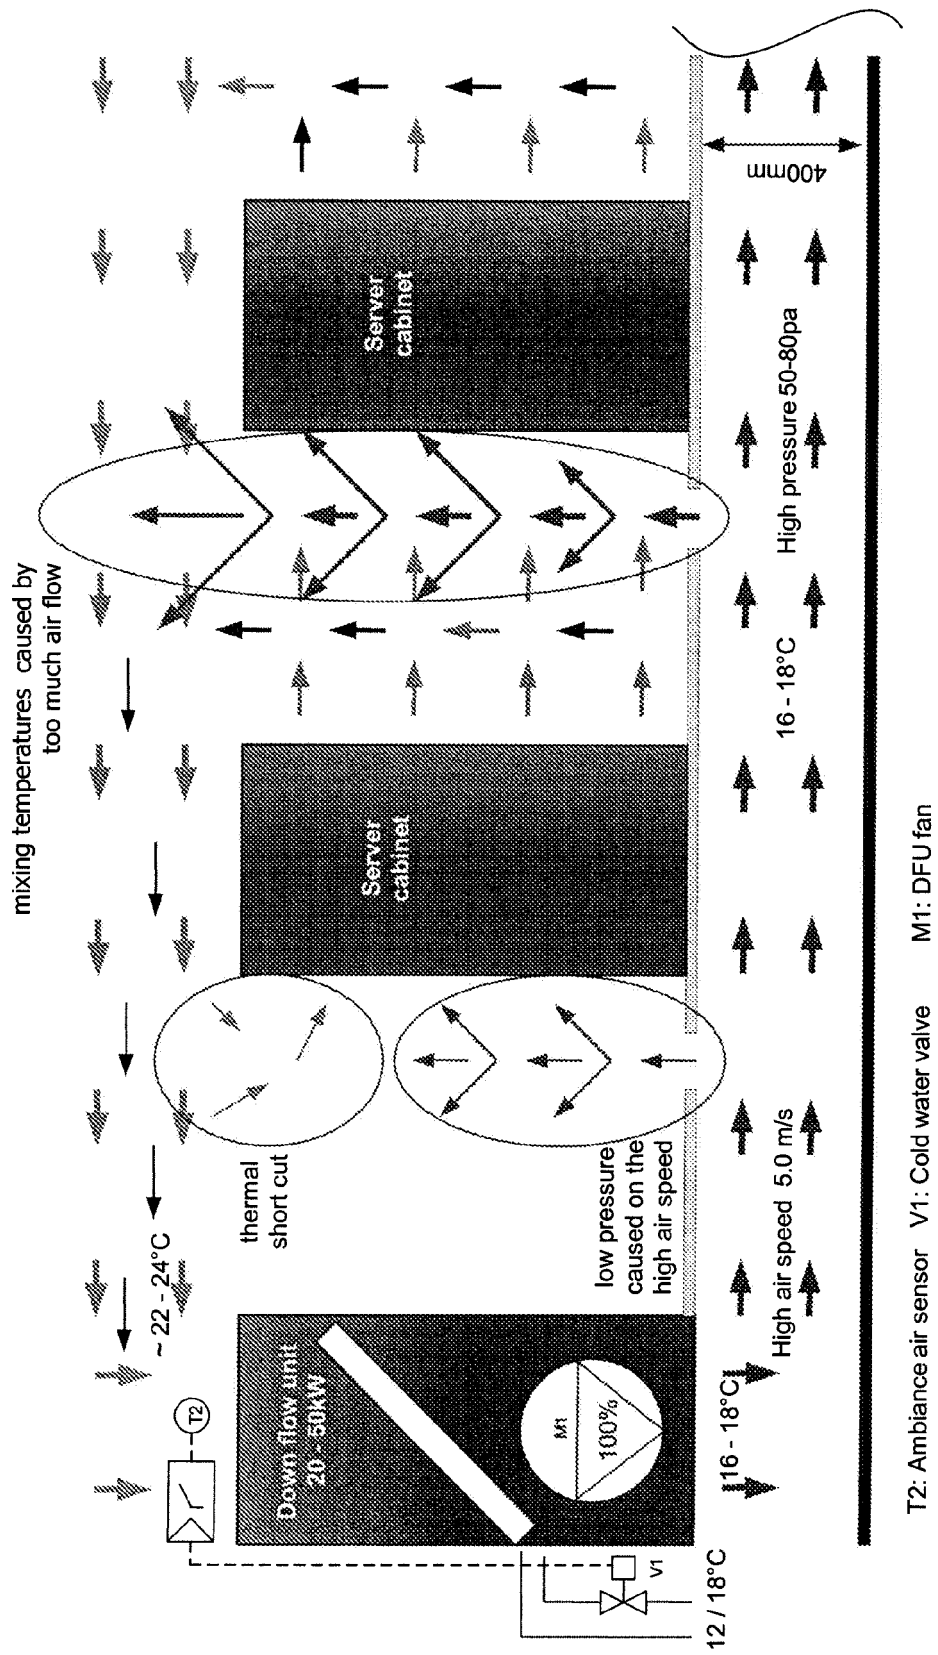 mixing temperatures caused by
too much air flow
~ 22 - 24°C
T2
thermal
short cut
Down flow unit
20 - 50kW
Server
cabinet
Server
cabinet
low pressure
caused on the
high air speed
M1
100%
V1
12 / 18°C
16 - 18°C
High air speed 5.0 m/s
16 - 18°C
High pressure 50-80pa
400mm
T2: Ambiance air sensor V1: Cold water valve M1: DFU fan